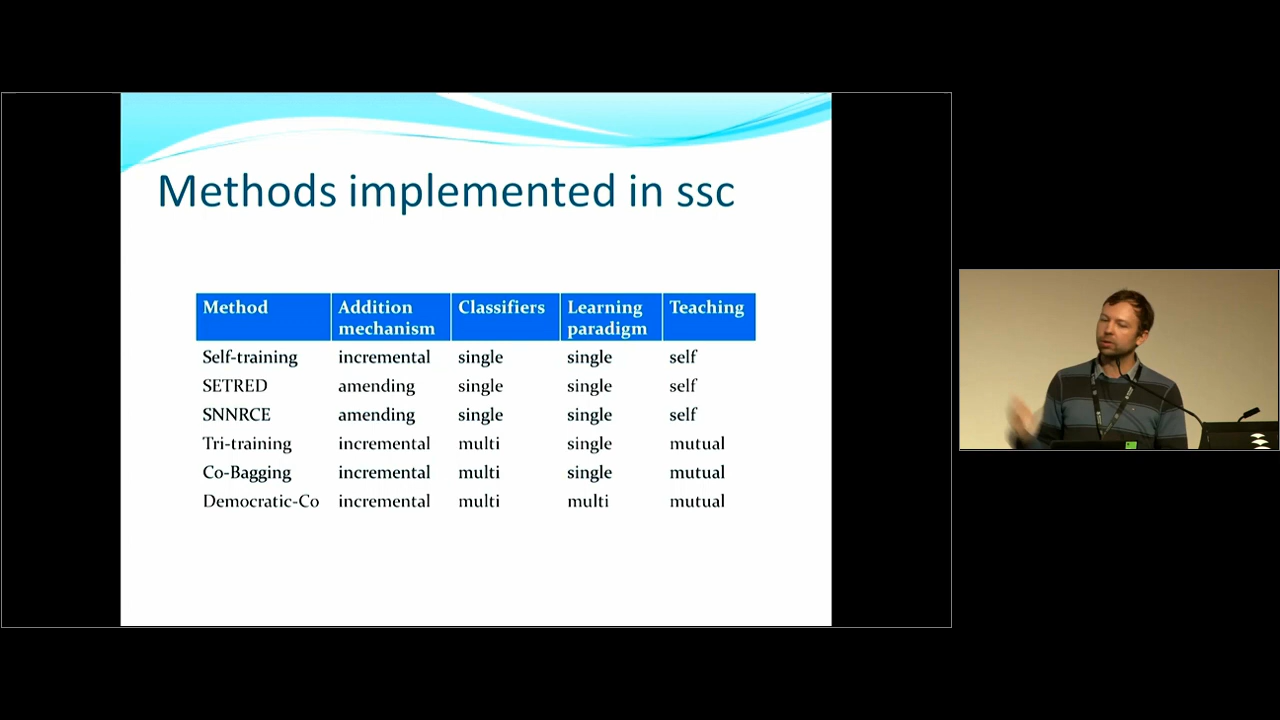 Methods implemented in ssc
Method Addition mechanism Classifiers Learning paradigm Teaching
Self-training incremental single single self
SETRED amending single single self
SNNRCE amending single single self
Tri-training incremental multi single mutual
Co-Bagging incremental multi single mutual
Democratic-Co incremental multi multi mutual